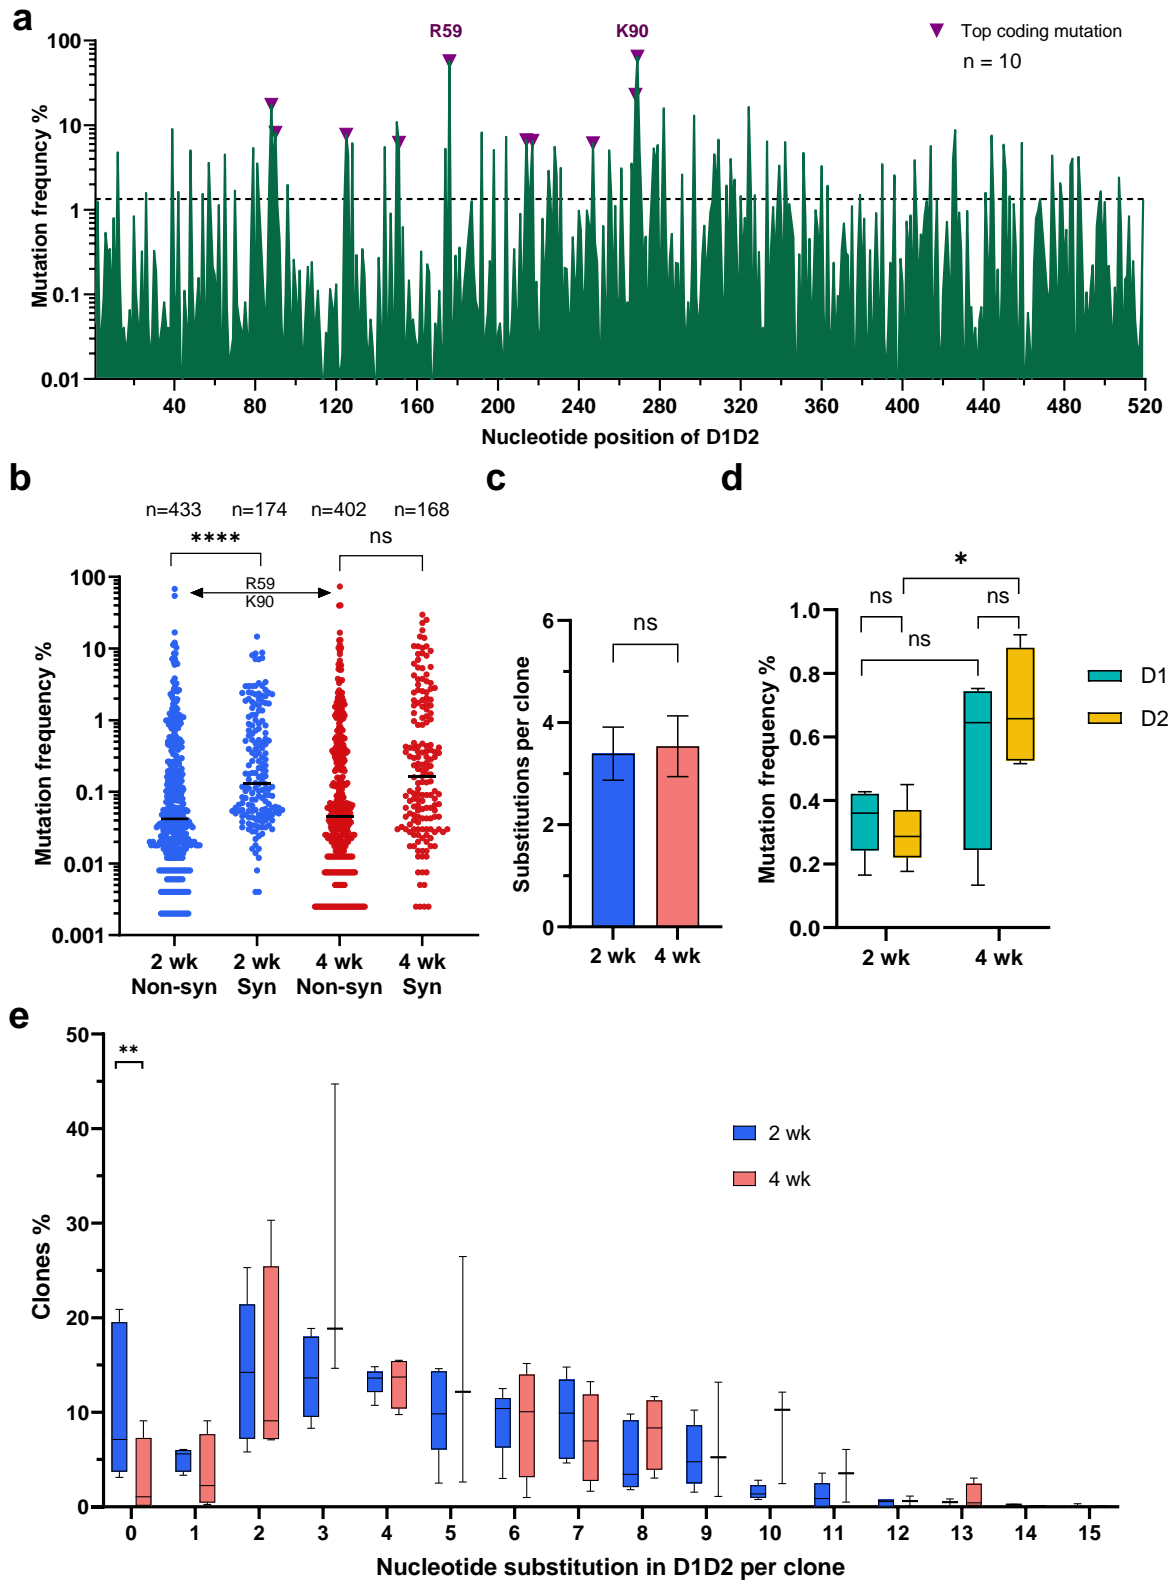 a
R59
K90
Top coding mutation
n = 10
100
10
1
0.1
0.01
Mutation frequncy %
40 80 120 160 200 240 280 320 360 400 440 480 520
Nucleotide position of D1D2
b
n=433 n=174 n=402 n=168
**** ns
R59
K90
100
10
1
0.1
0.01
0.001
Mutation frequency %
2 wk 2 wk 4 wk 4 wk
Non-syn Syn Non-syn Syn
c
ns
6
4
2
0
Substitutions per clone
2 wk 4 wk
d
*
ns ns
ns
1.0
0.8
0.6
0.4
0.2
0.0
Mutation frequency %
2 wk 4 wk
D1
D2
e
**
50
40
30
20
10
0
Clones %
2 wk
4 wk
0 1 2 3 4 5 6 7 8 9 10 11 12 13 14 15
Nucleotide substitution in D1D2 per clone